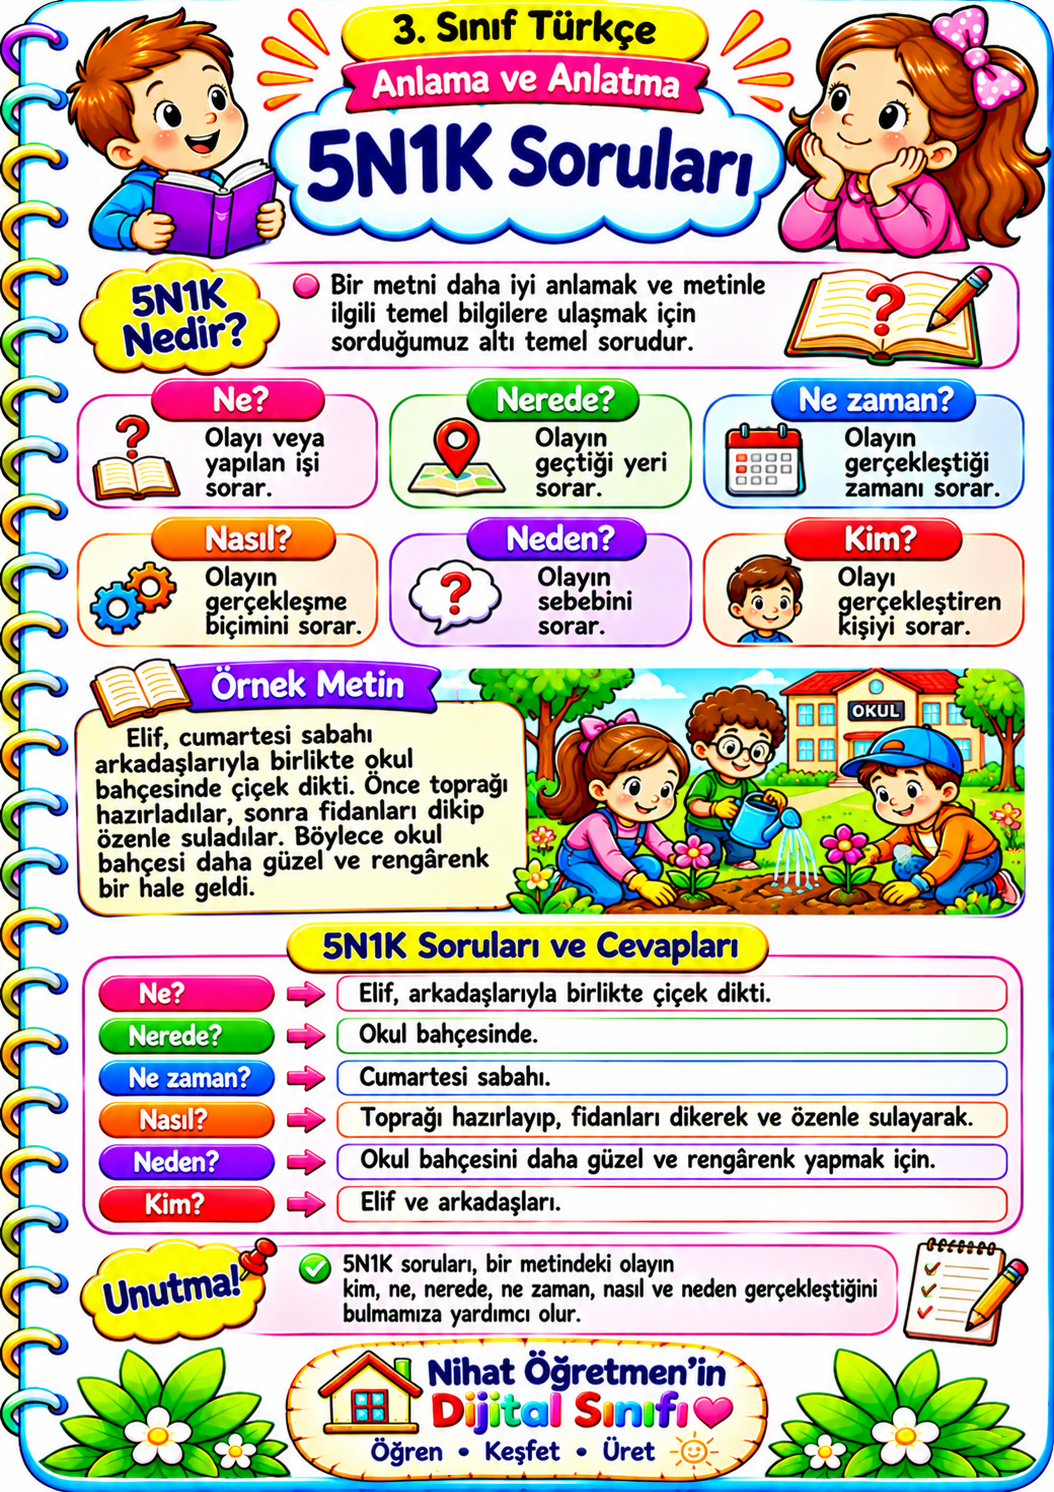 3. Sınıf Türkçe
Anlama ve Anlatma
5N1K Soruları
5N1K
Nedir?
Bir metni daha iyi anlamak ve metinle
ilgili temel bilgilere ulaşmak için
sorduğumuz altı temel sorudur.
Ne?
Olayı veya
yapılan işi
sorar.
Nerede?
Olayın
geçtiği yeri
sorar.
Ne zaman?
Olayın
gerçekleştiği
zamanı sorar.
Nasıl?
Olayın
gerçekleşme
biçimini sorar.
Neden?
Olayın
sebebini
sorar.
Kim?
Olayı
gerçekleştiren
kişiyi sorar.
Örnek Metin
Elif, cumartesi sabahı
arkadaşlarıyla birlikte okul
bahçesinde çiçek dikti. Önce toprağı
hazırladılar, sonra fidanları dikip
özenle suladılar. Böylece okul
bahçesi daha güzel ve rengârenk
bir hale geldi.
OKUL
5N1K Soruları ve Cevapları
Ne?
Elif, arkadaşlarıyla birlikte çiçek dikti.
Nerede?
Okul bahçesinde.
Ne zaman?
Cumartesi sabahı.
Nasıl?
Toprağı hazırlayıp, fidanları dikerek ve özenle sulayarak.
Neden?
Okul bahçesini daha güzel ve rengârenk yapmak için.
Kim?
Elif ve arkadaşları.
Unutma!
5N1K soruları, bir metindeki olayın
kim, ne, nerede, ne zaman, nasıl ve neden gerçekleştiğini
bulmamıza yardımcı olur.
Nihat Öğretmen'in
Dijital Sınıfı
Öğren • Keşfet • Üret